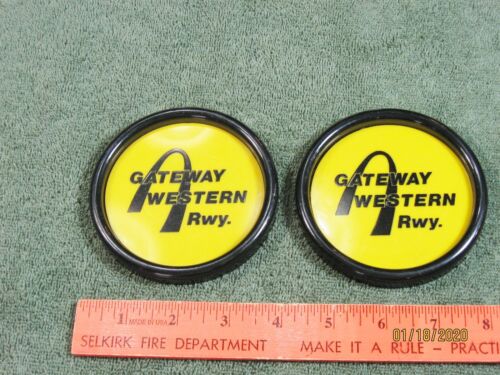 GATEWAY
WESTERN
Rwy.
GATEWAY
WESTERN
Rwy.
1 MADE IN USA 2 3 4 5 6 7 8
01/18/2020
SELKIRK FIRE DEPARTMENT MAKE IT A RULE - PRACTI